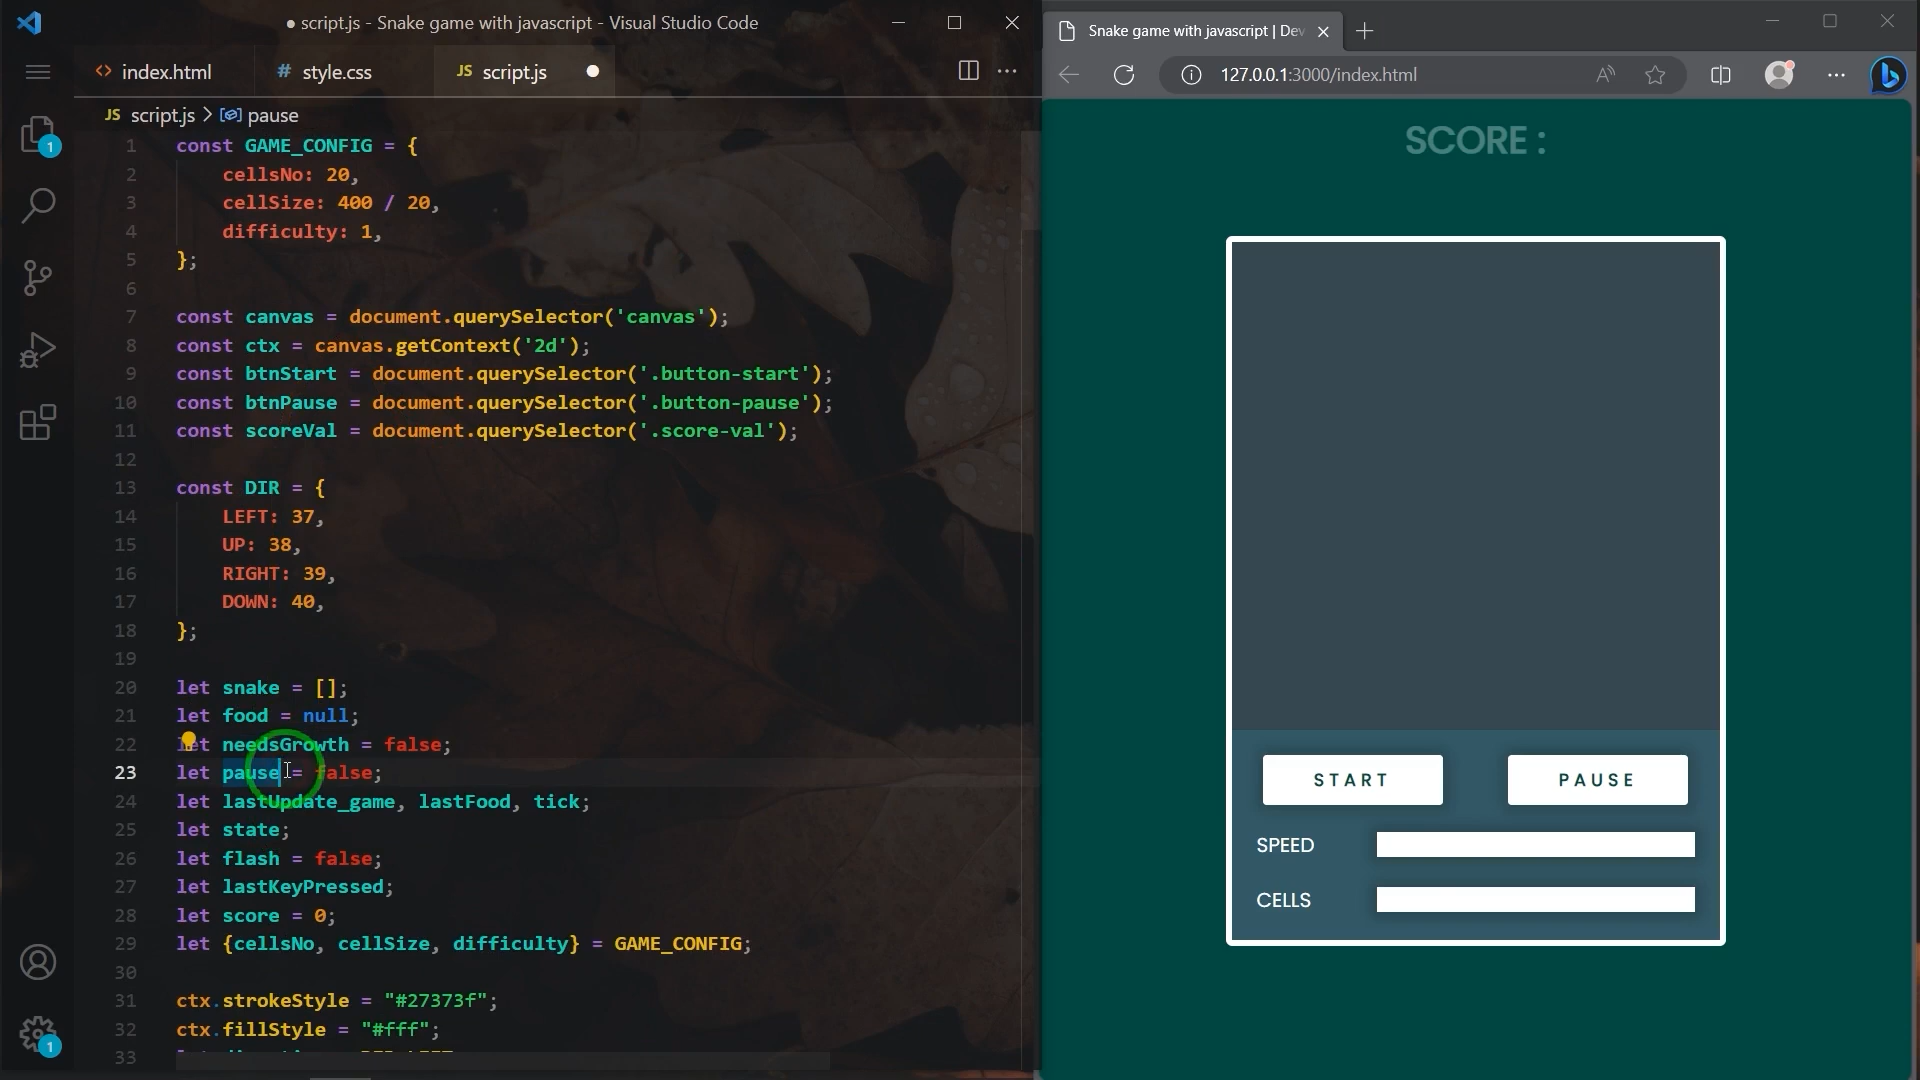 ● script.js - Snake game with javascript - Visual Studio Code
index.html
# style.css
JS script.js ●
JS script.js > pause
1 const GAME_CONFIG = {
2 cellsNo: 20,
3 cellSize: 400 / 20,
4 difficulty: 1,
5 };
6
7 const canvas = document.querySelector('canvas');
8 const ctx = canvas.getContext('2d');
9 const btnStart = document.querySelector('.button-start');
10 const btnPause = document.querySelector('.button-pause');
11 const scoreVal = document.querySelector('.score-val');
12
13 const DIR = {
14 LEFT: 37,
15 UP: 38,
16 RIGHT: 39,
17 DOWN: 40,
18 };
19
20 let snake = [];
21 let food = null;
22 let needsGrowth = false;
23 let pause = false;
24 let lastUpdate_game, lastFood, tick;
25 let state;
26 let flash = false;
27 let lastKeyPressed;
28 let score = 0;
29 let {cellsNo, cellSize, difficulty} = GAME_CONFIG;
30
31 ctx.strokeStyle = "#27373f";
32 ctx.fillStyle = "#fff";
33
1
1
Snake game with javascript | Dev
127.0.0.1:3000/index.html
SCORE :
START
PAUSE
SPEED
CELLS